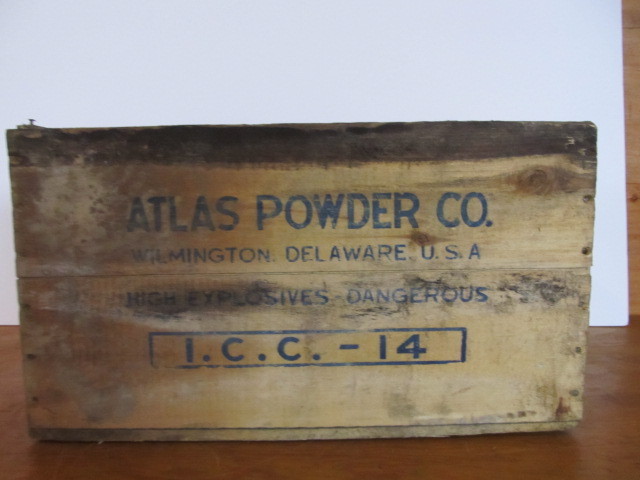 ATLAS POWDER CO.
WILMINGTON. DELAWARE. U.S.A
HIGH EXPLOSIVES DANGEROUS
I.C.C. - 14